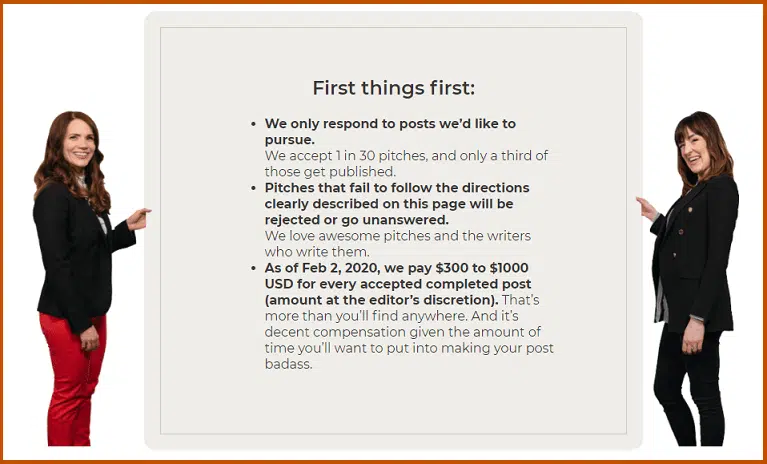 First things first:
• We only respond to posts we’d like to
pursue.
We accept 1 in 30 pitches, and only a third of
those get published.
• Pitches that fail to follow the directions
clearly described on this page will be
rejected or go unanswered.
We love awesome pitches and the writers
who write them.
• As of Feb 2, 2020, we pay $300 to $1000
USD for every accepted completed post
(amount at the editor’s discretion). That’s
more than you’ll find anywhere. And it’s
decent compensation given the amount of
time you’ll want to put into making your post
badass.